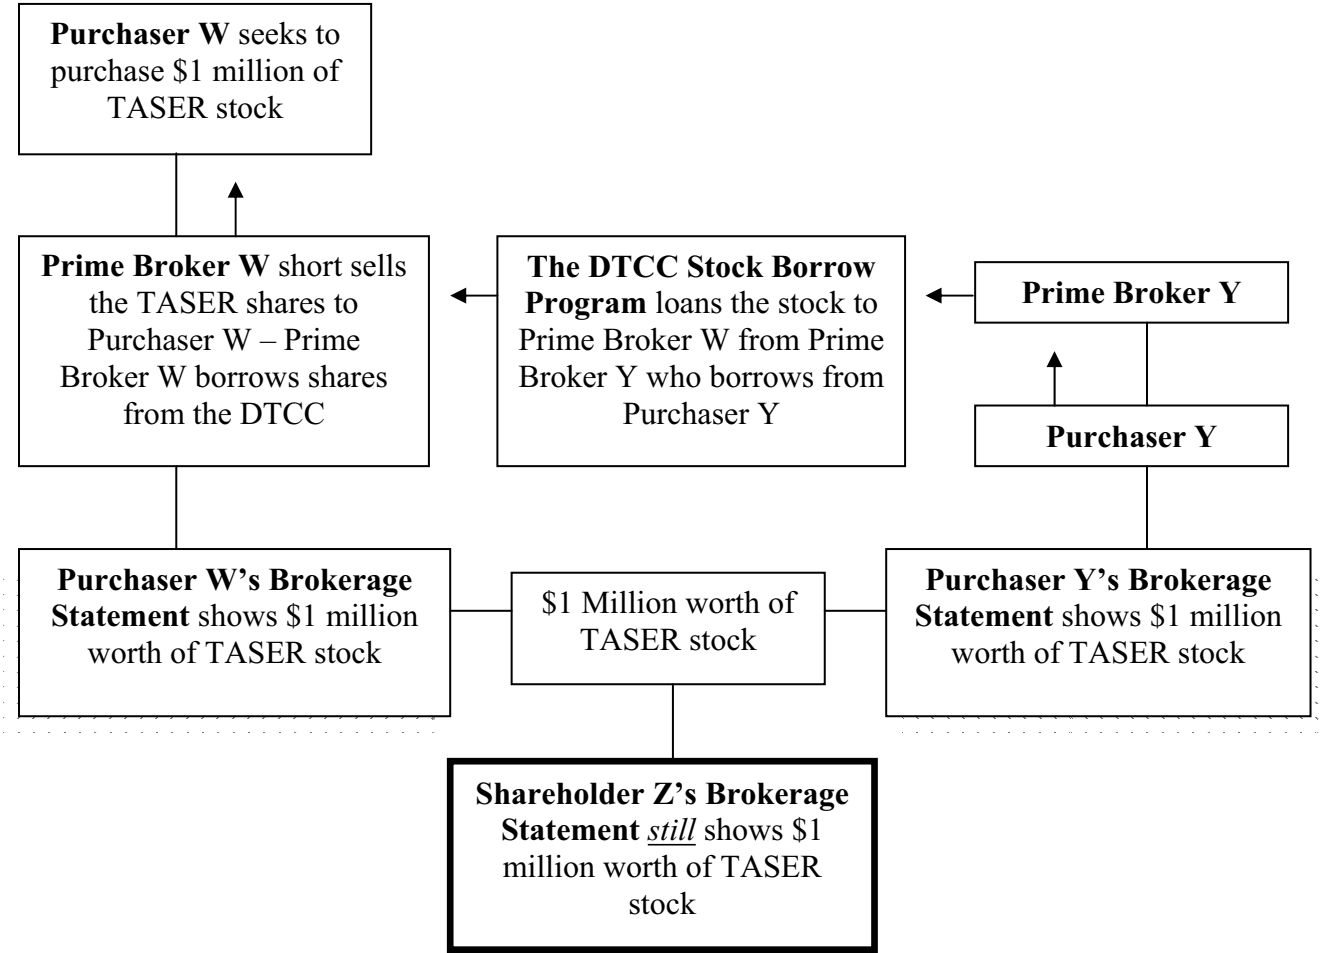 Purchaser W seeks to
purchase $1 million of
TASER stock
Prime Broker W short sells
the TASER shares to
Purchaser W – Prime
Broker W borrows shares
from the DTCC
The DTCC Stock Borrow
Program loans the stock to
Prime Broker W from Prime
Broker Y who borrows from
Purchaser Y
Prime Broker Y
Purchaser Y
Purchaser W’s Brokerage
Statement shows $1 million
worth of TASER stock
$1 Million worth of
TASER stock
Purchaser Y’s Brokerage
Statement shows $1 million
worth of TASER stock
Shareholder Z’s Brokerage
Statement still shows $1
million worth of TASER
stock